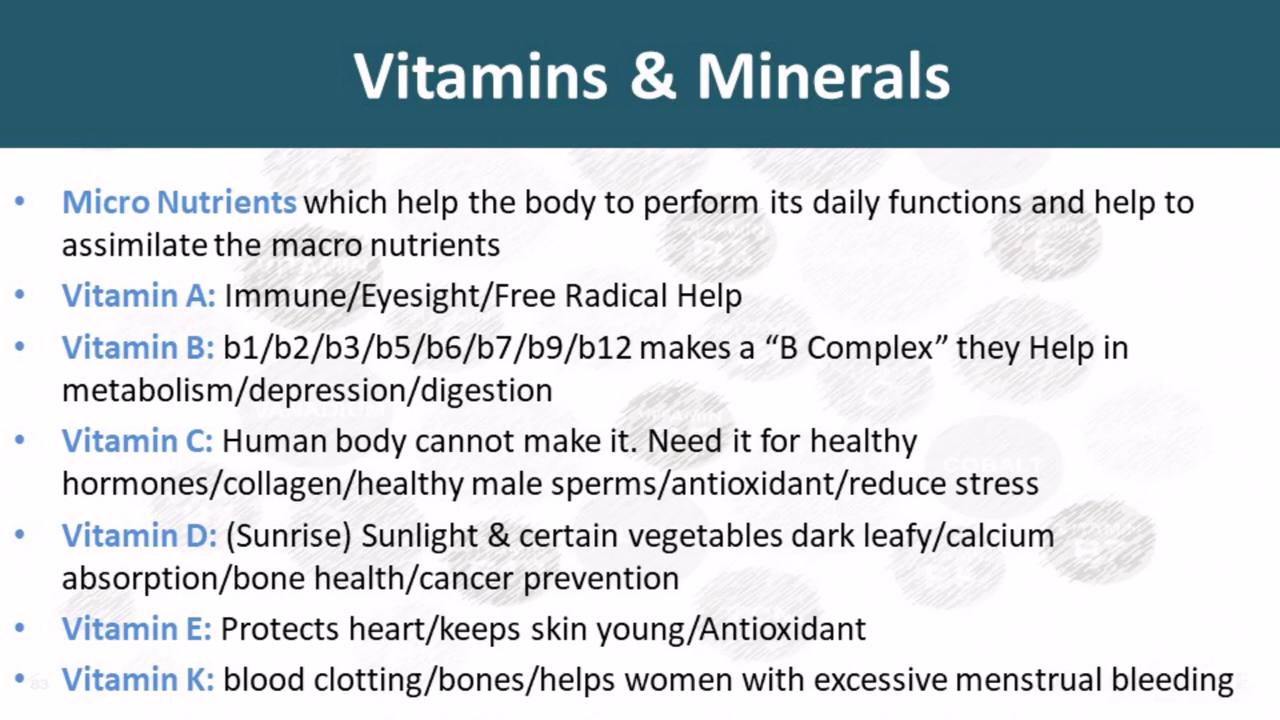 Vitamins & Minerals
• Micro Nutrients which help the body to perform its daily functions and help to
assimilate the macro nutrients
• Vitamin A: Immune/Eyesight/Free Radical Help
• Vitamin B: b1/b2/b3/b5/b6/b7/b9/b12 makes a “B Complex” they Help in
metabolism/depression/digestion
• Vitamin C: Human body cannot make it. Need it for healthy
hormones/collagen/healthy male sperms/antioxidant/reduce stress
• Vitamin D: (Sunrise) Sunlight & certain vegetables dark leafy/calcium
absorption/bone health/cancer prevention
• Vitamin E: Protects heart/keeps skin young/Antioxidant
• Vitamin K: blood clotting/bones/helps women with excessive menstrual bleeding
83
VANADIUM
COBALT